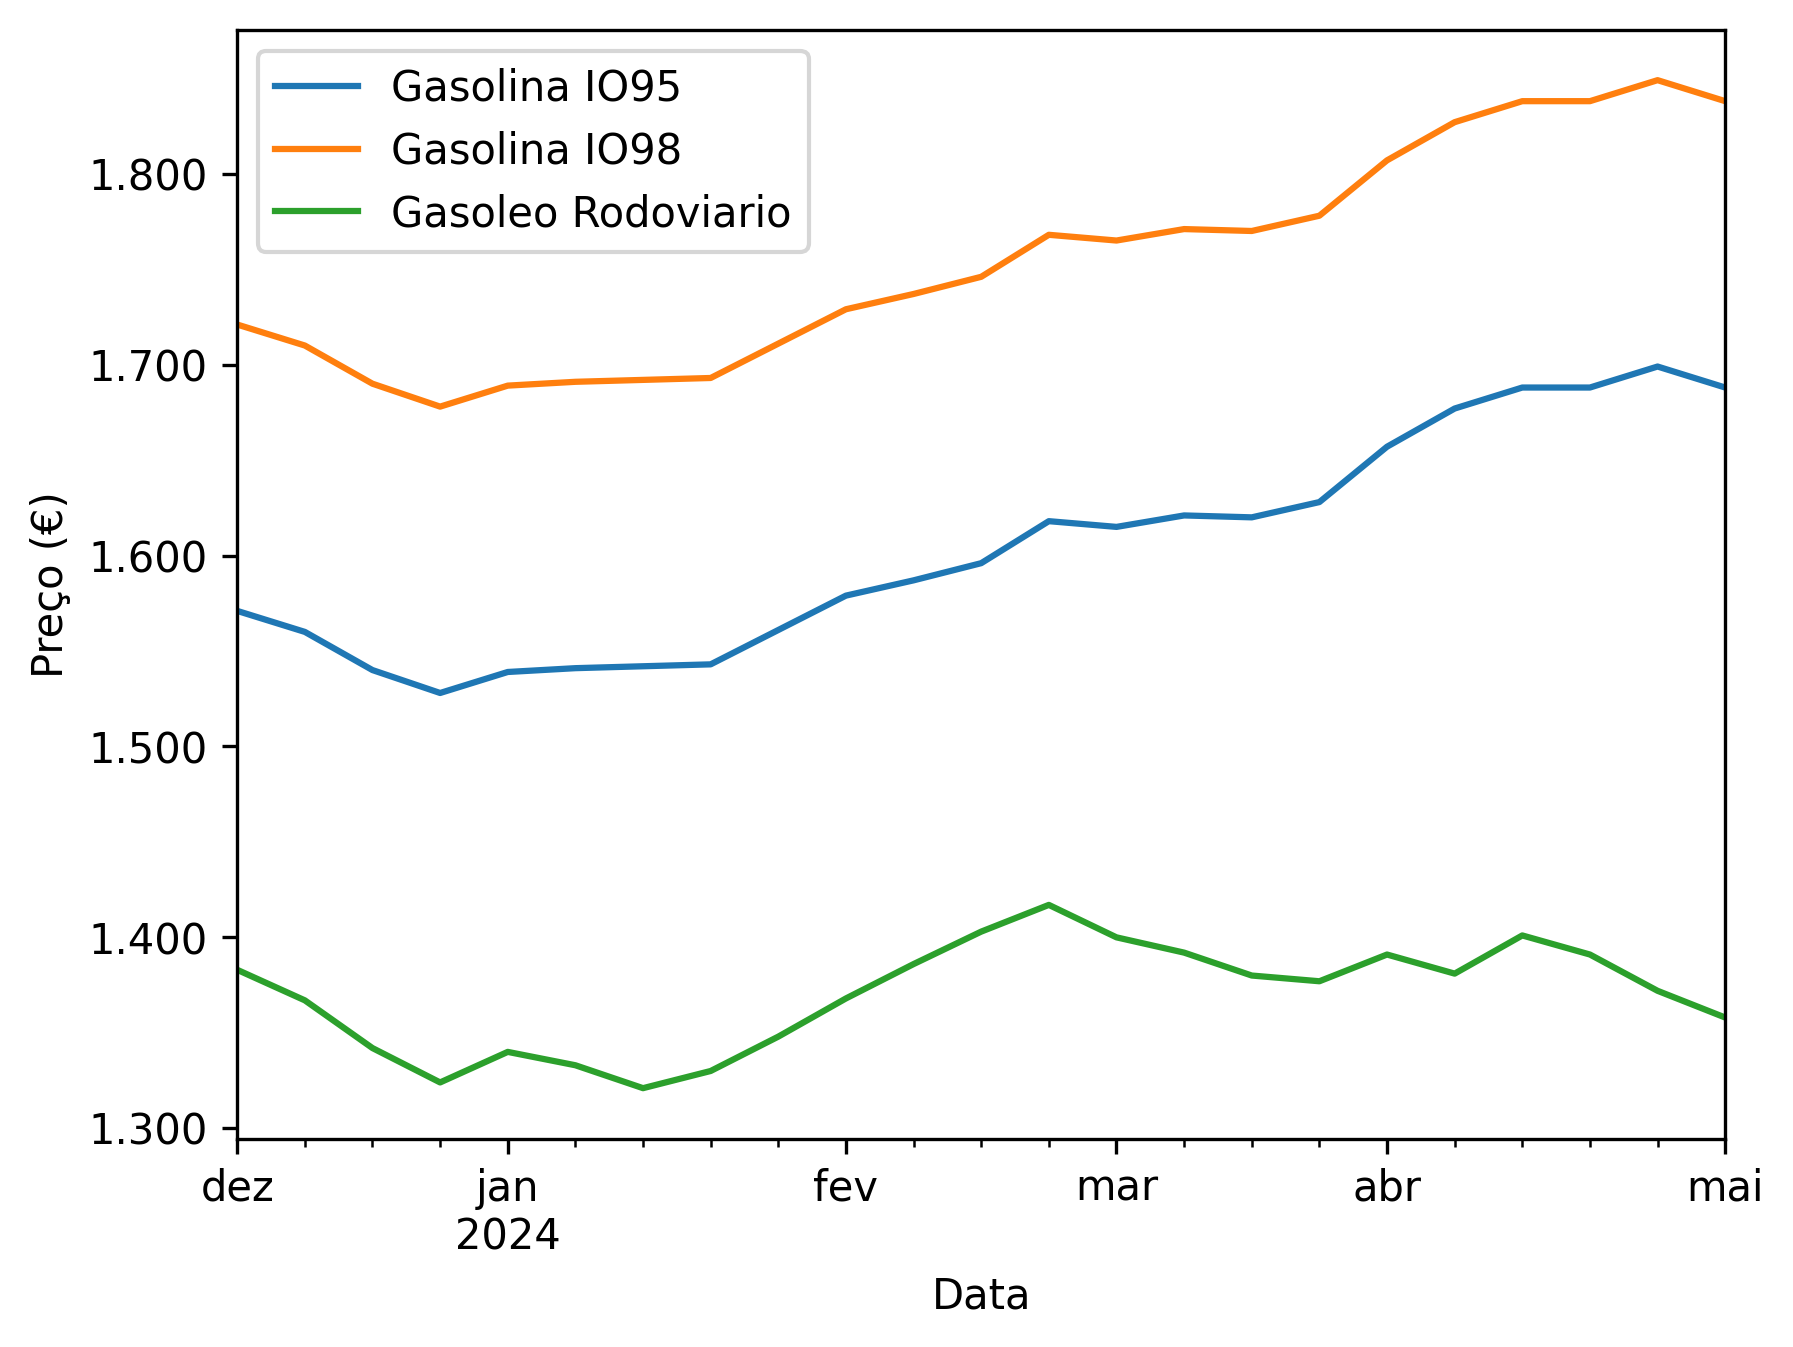 Gasolina IO95
Gasolina IO98
Gasoleo Rodoviario
1.800
1.700
1.600
1.500
1.400
1.300
Preço (€)
dez jan fev mar abr mai
2024
Data